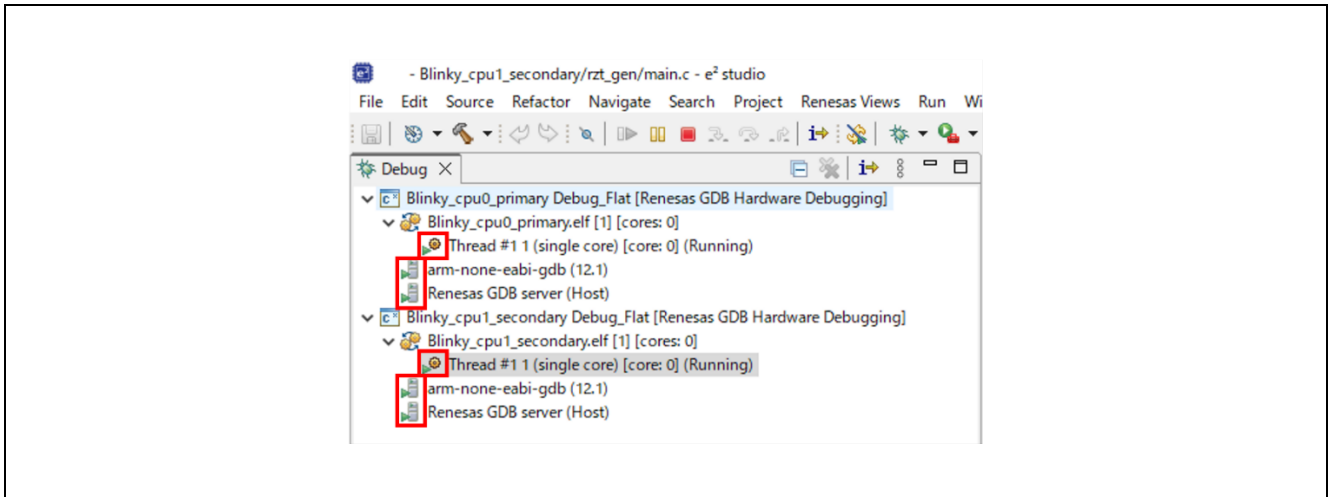 - Blinky_cpu1_secondary/rzt_gen/main.c - e² studio
File Edit Source Refactor Navigate Search Project Renesas Views Run Wi
Debug
Blinky_cpu0_primary Debug_Flat [Renesas GDB Hardware Debugging]
Blinky_cpu0_primary.elf [1] [cores: 0]
Thread #1 1 (single core) [core: 0] (Running)
arm-none-eabi-gdb (12.1)
Renesas GDB server (Host)
Blinky_cpu1_secondary Debug_Flat [Renesas GDB Hardware Debugging]
Blinky_cpu1_secondary.elf [1] [cores: 0]
Thread #1 1 (single core) [core: 0] (Running)
arm-none-eabi-gdb (12.1)
Renesas GDB server (Host)